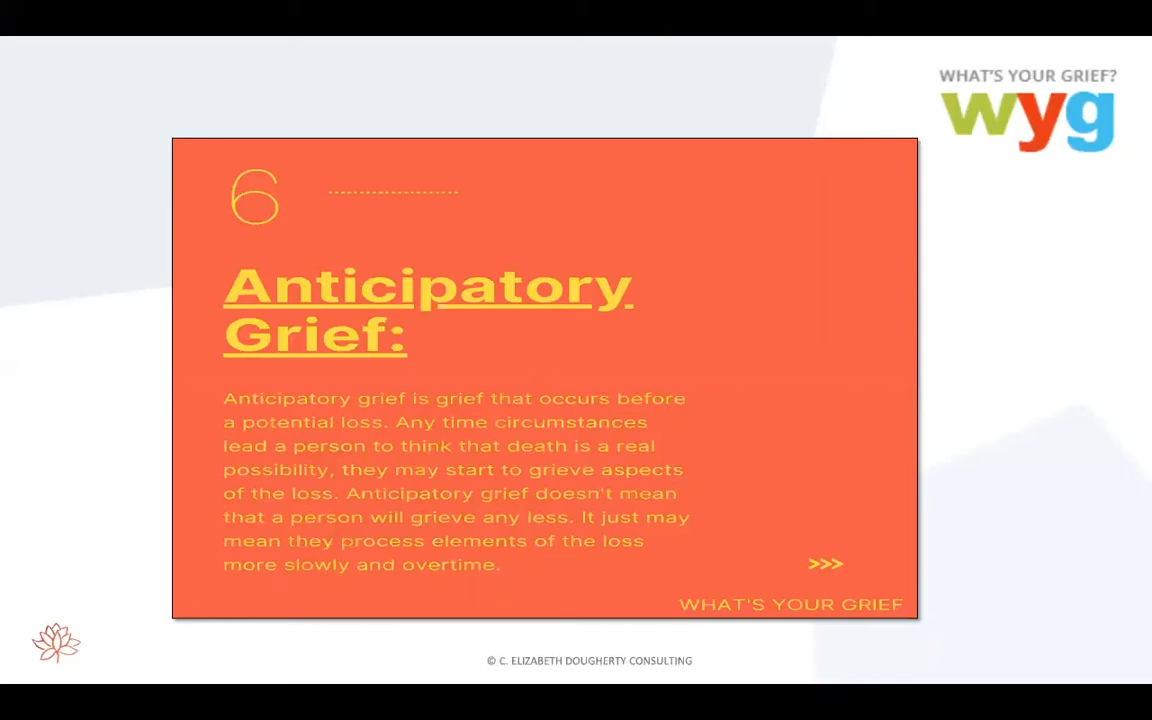 WHAT'S YOUR GRIEF?
wyg
6
Anticipatory
Grief:
Anticipatory grief is grief that occurs before
a potential loss. Any time circumstances
lead a person to think that death is a real
possibility, they may start to grieve aspects
of the loss. Anticipatory grief doesn't mean
that a person will grieve any less. It just may
mean they process elements of the loss
more slowly and overtime.
>>>
WHAT'S YOUR GRIEF
© C. ELIZABETH DOUGHERTY CONSULTING